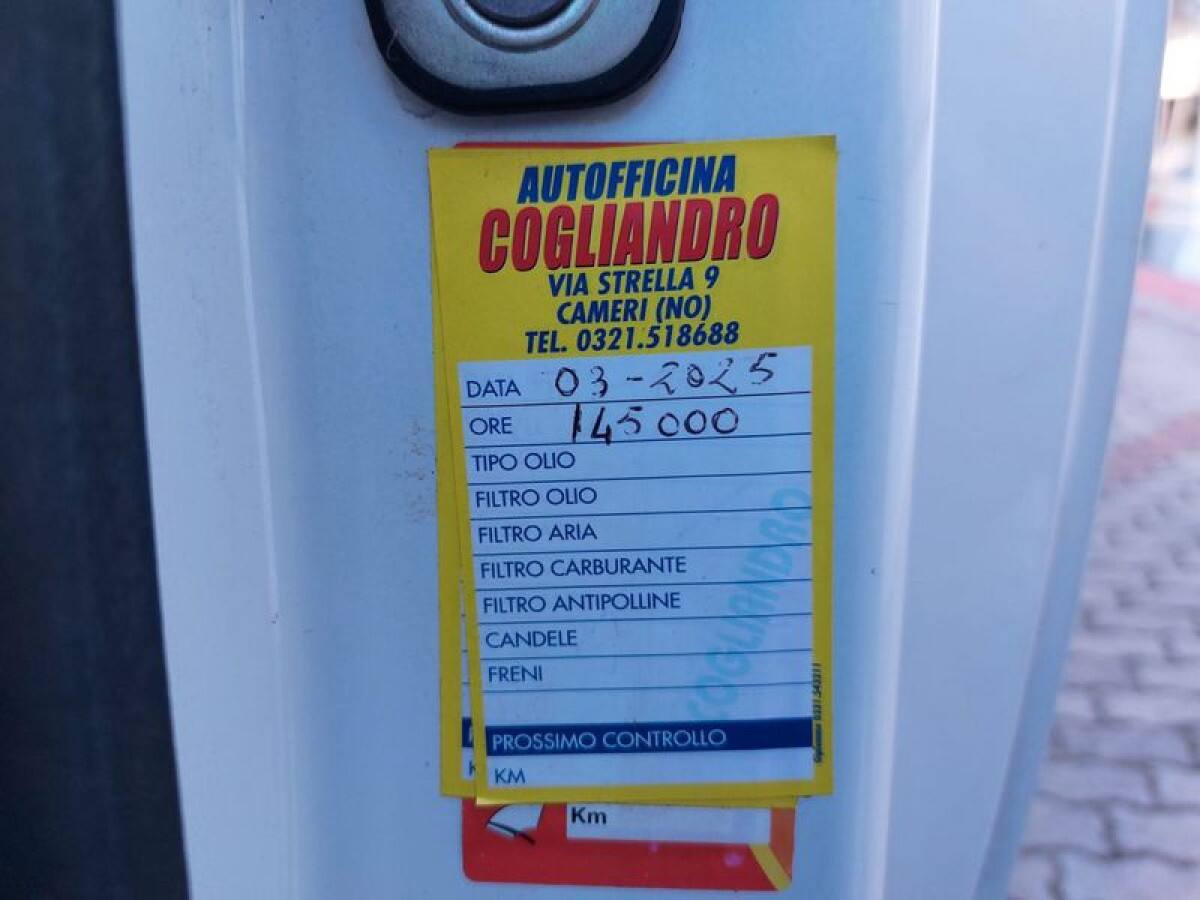 AUTOFFICINA
COGLIANDRO
VIA STRELLA 9
CAMERI (NO)
TEL. 0321.518688
DATA 03-2025
ORE 145000
TIPO OLIO
FILTRO OLIO
FILTRO ARIA
FILTRO CARBURANTE
FILTRO ANTIPOLLINE
CANDELE
FRENI
COGLIANDRO
PROSSIMO CONTROLLO
KM
Km